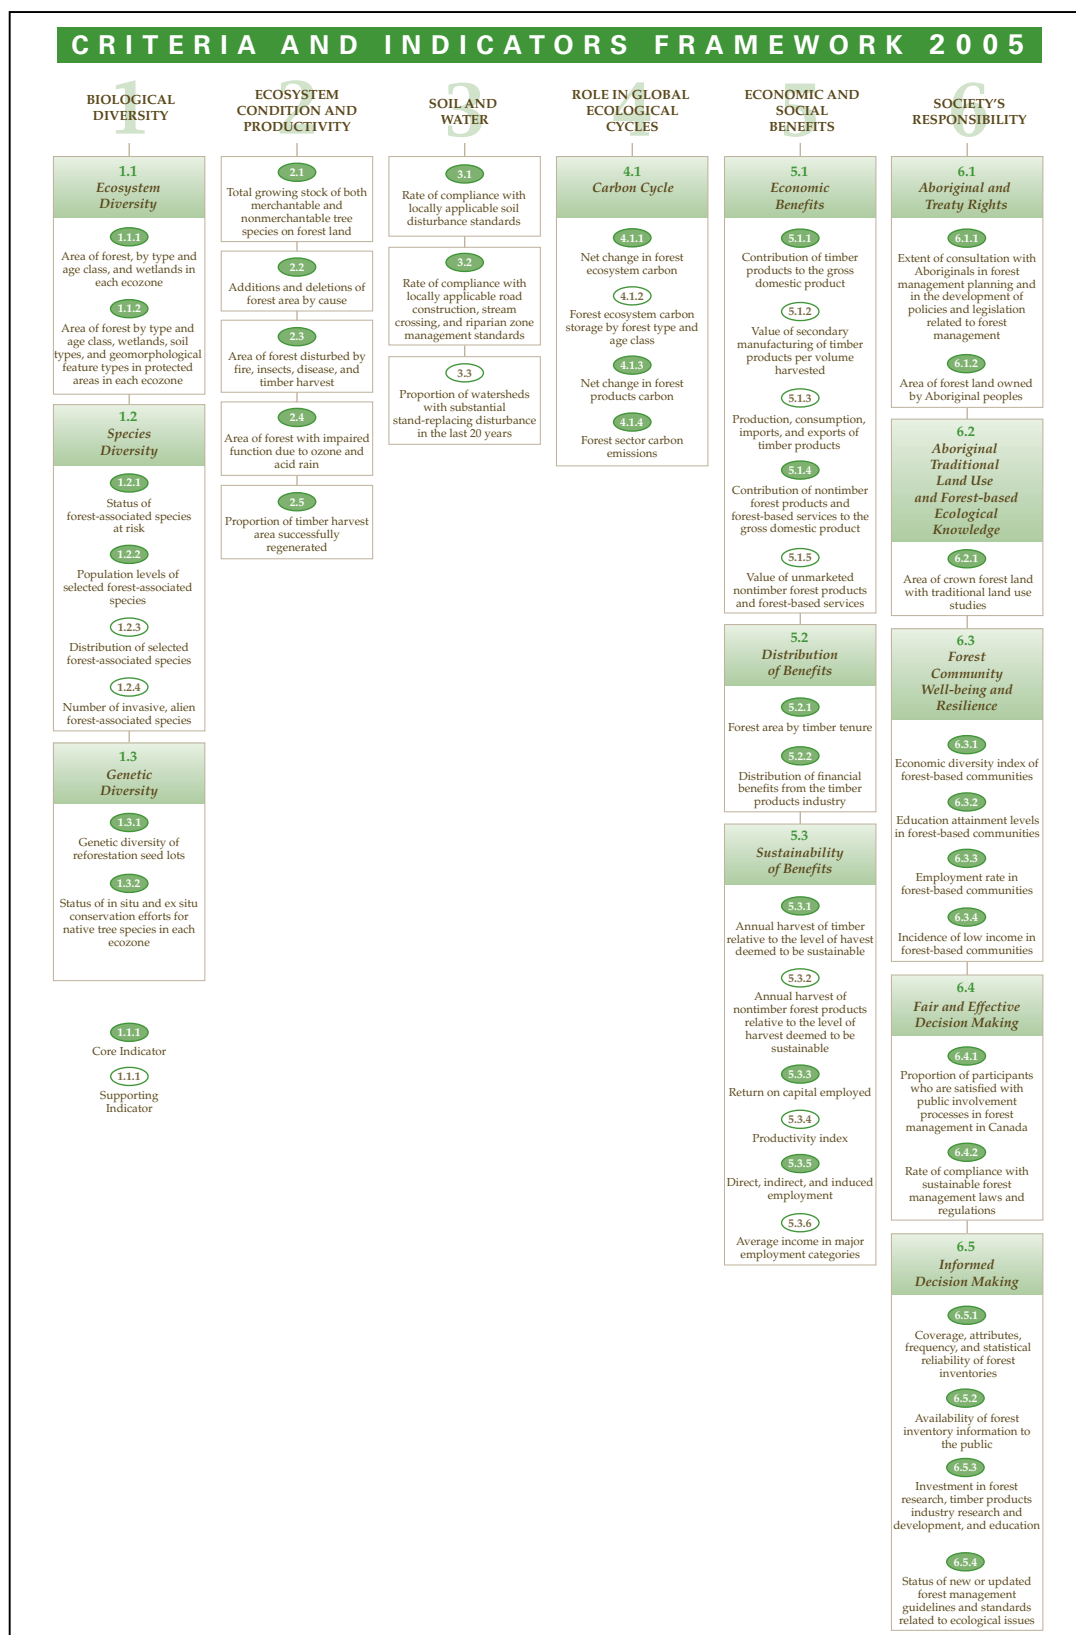 CRITERIA AND INDICATORS FRAMEWORK 2005
1
BIOLOGICAL
DIVERSITY
1.1
Ecosystem
Diversity
1.1.1
Area of forest, by type and
age class, and wetlands in
each ecozone
1.1.2
Area of forest by type and
age class, wetlands, soil
types, and geomorphological
feature types in protected
areas in each ecozone
1.2
Species
Diversity
1.2.1
Status of
forest-associated species
at risk
1.2.2
Population levels of
selected forest-associated
species
1.2.3
Distribution of selected
forest-associated species
1.2.4
Number of invasive, alien
forest-associated species
1.3
Genetic
Diversity
1.3.1
Genetic diversity of
reforestation seed lots
1.3.2
Status of in situ and ex situ
conservation efforts for
native tree species in each
ecozone
1.1.1
Core Indicator
1.1.1
Supporting
Indicator
2
ECOSYSTEM
CONDITION AND
PRODUCTIVITY
2.1
Total growing stock of both
merchantable and
nonmerchantable tree
species on forest land
2.2
Additions and deletions of
forest area by cause
2.3
Area of forest disturbed by
fire, insects, disease, and
timber harvest
2.4
Area of forest with impaired
function due to ozone and
acid rain
2.5
Proportion of timber harvest
area successfully
regenerated
3
SOIL AND
WATER
3.1
Rate of compliance with
locally applicable soil
disturbance standards
3.2
Rate of compliance with
locally applicable road
construction, stream
crossing, and riparian zone
management standards
3.3
Proportion of watersheds
with substantial
stand-replacing disturbance
in the last 20 years
4
ROLE IN GLOBAL
ECOLOGICAL
CYCLES
4.1
Carbon Cycle
4.1.1
Net change in forest
ecosystem carbon
4.1.2
Forest ecosystem carbon
storage by forest type and
age class
4.1.3
Net change in forest
products carbon
4.1.4
Forest sector carbon
emissions
5
ECONOMIC AND
SOCIAL
BENEFITS
5.1
Economic
Benefits
5.1.1
Contribution of timber
products to the gross
domestic product
5.1.2
Value of secondary
manufacturing of timber
products per volume
harvested
5.1.3
Production, consumption,
imports, and exports of
timber products
5.1.4
Contribution of nontimber
forest products and
forest-based services to the
gross domestic product
5.1.5
Value of unmarketed
nontimber forest products
and forest-based services
5.2
Distribution
of Benefits
5.2.1
Forest area by timber tenure
5.2.2
Distribution of financial
benefits from the timber
products industry
5.3
Sustainability
of Benefits
5.3.1
Annual harvest of timber
relative to the level of havest
deemed to be sustainable
5.3.2
Annual harvest of
nontimber forest products
relative to the level of
harvest deemed to be
sustainable
5.3.3
Return on capital employed
5.3.4
Productivity index
5.3.5
Direct, indirect, and induced
employment
5.3.6
Average income in major
employment categories
6
SOCIETY'S
RESPONSIBILITY
6.1
Aboriginal and
Treaty Rights
6.1.1
Extent of consultation with
Aboriginals in forest
management planning and
in the development of
policies and legislation
related to forest
management
6.1.2
Area of forest land owned
by Aboriginal peoples
6.2
Aboriginal
Traditional
Land Use
and Forest-based
Ecological
Knowledge
6.2.1
Area of crown forest land
with traditional land use
studies
6.3
Forest
Community
Well-being and
Resilience
6.3.1
Economic diversity index of
forest-based communities
6.3.2
Education attainment levels
in forest-based communities
6.3.3
Employment rate in
forest-based communities
6.3.4
Incidence of low income in
forest-based communities
6.4
Fair and Effective
Decision Making
6.4.1
Proportion of participants
who are satisfied with
public involvement
processes in forest
management in Canada
6.4.2
Rate of compliance with
sustainable forest
management laws and
regulations
6.5
Informed
Decision Making
6.5.1
Coverage, attributes,
frequency, and statistical
reliability of forest
inventories
6.5.2
Availability of forest
inventory information to
the public
6.5.3
Investment in forest
research, timber products
industry research and
development, and education
6.5.4
Status of new or updated
forest management
guidelines and standards
related to ecological issues